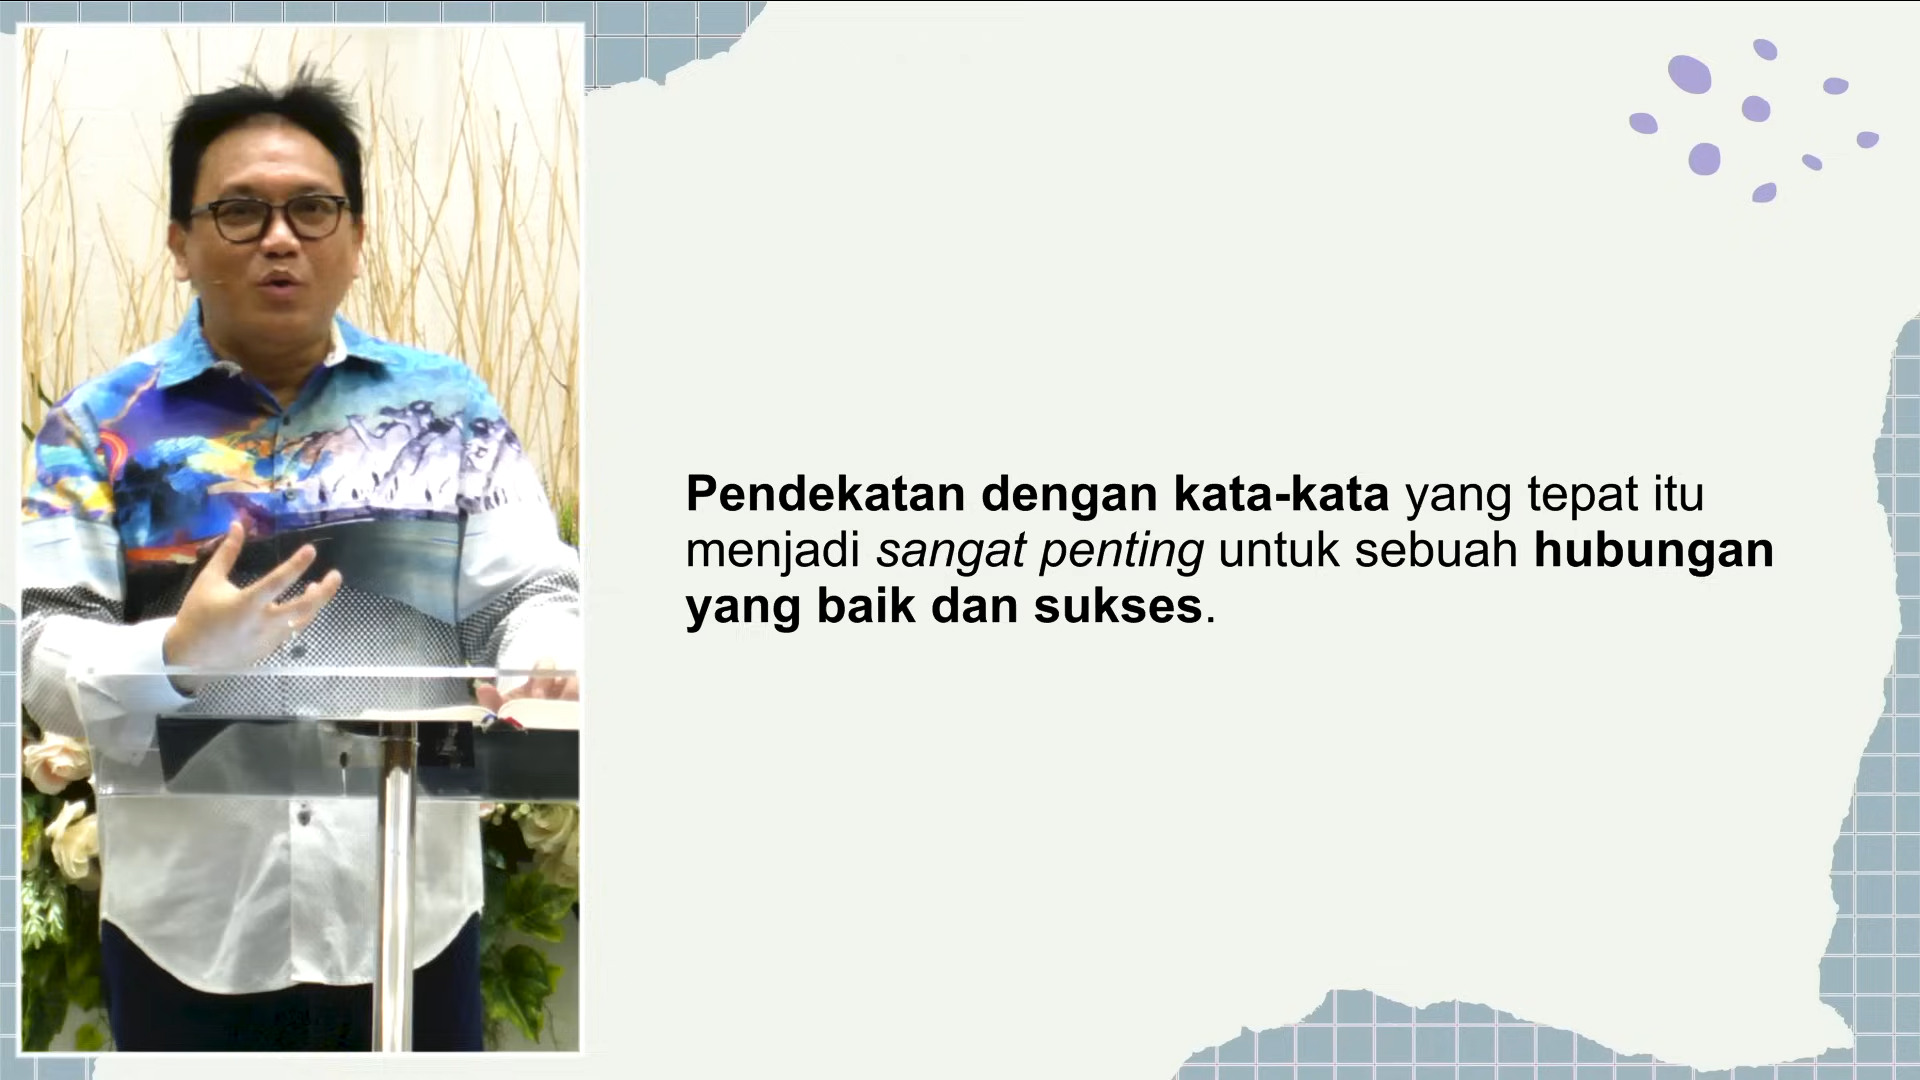 Pendekatan dengan kata-kata yang tepat itu
menjadi sangat penting untuk sebuah hubungan
yang baik dan sukses.